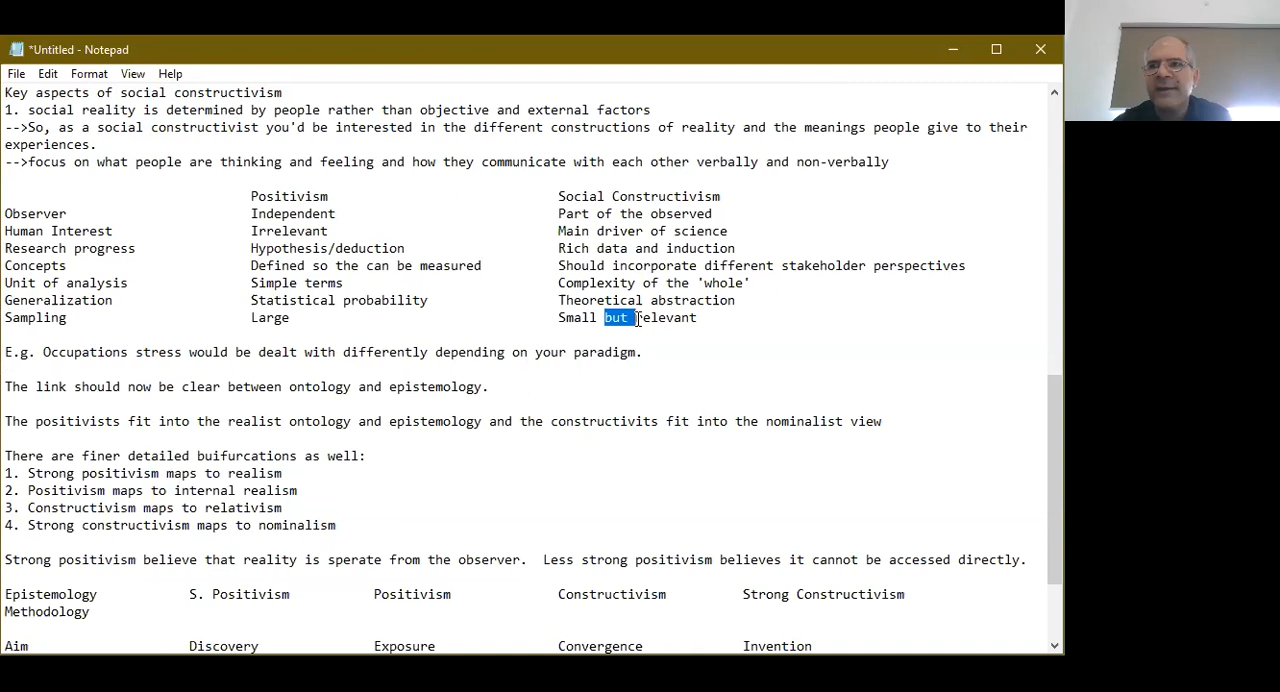 *Untitled - Notepad
File Edit Format View Help
Key aspects of social constructivism
1. social reality is determined by people rather than objective and external factors
-->So, as a social constructivist you'd be interested in the different constructions of reality and the meanings people give to their
experiences.
-->focus on what people are thinking and feeling and how they communicate with each other verbally and non-verbally
Positivism Social Constructivism
Observer Independent Part of the observed
Human Interest Irrelevant Main driver of science
Research progress Hypothesis/deduction Rich data and induction
Concepts Defined so the can be measured Should incorporate different stakeholder perspectives
Unit of analysis Simple terms Complexity of the 'whole'
Generalization Statistical probability Theoretical abstraction
Sampling Large Small but relevant
E.g. Occupations stress would be dealt with differently depending on your paradigm.
The link should now be clear between ontology and epistemology.
The positivists fit into the realist ontology and epistemology and the constructivits fit into the nominalist view
There are finer detailed buifurcations as well:
1. Strong positivism maps to realism
2. Positivism maps to internal realism
3. Constructivism maps to relativism
4. Strong constructivism maps to nominalism
Strong positivism believe that reality is sperate from the observer. Less strong positivism believes it cannot be accessed directly.
Epistemology S. Positivism Positivism Constructivism Strong Constructivism
Methodology
Aim Discovery Exposure Convergence Invention